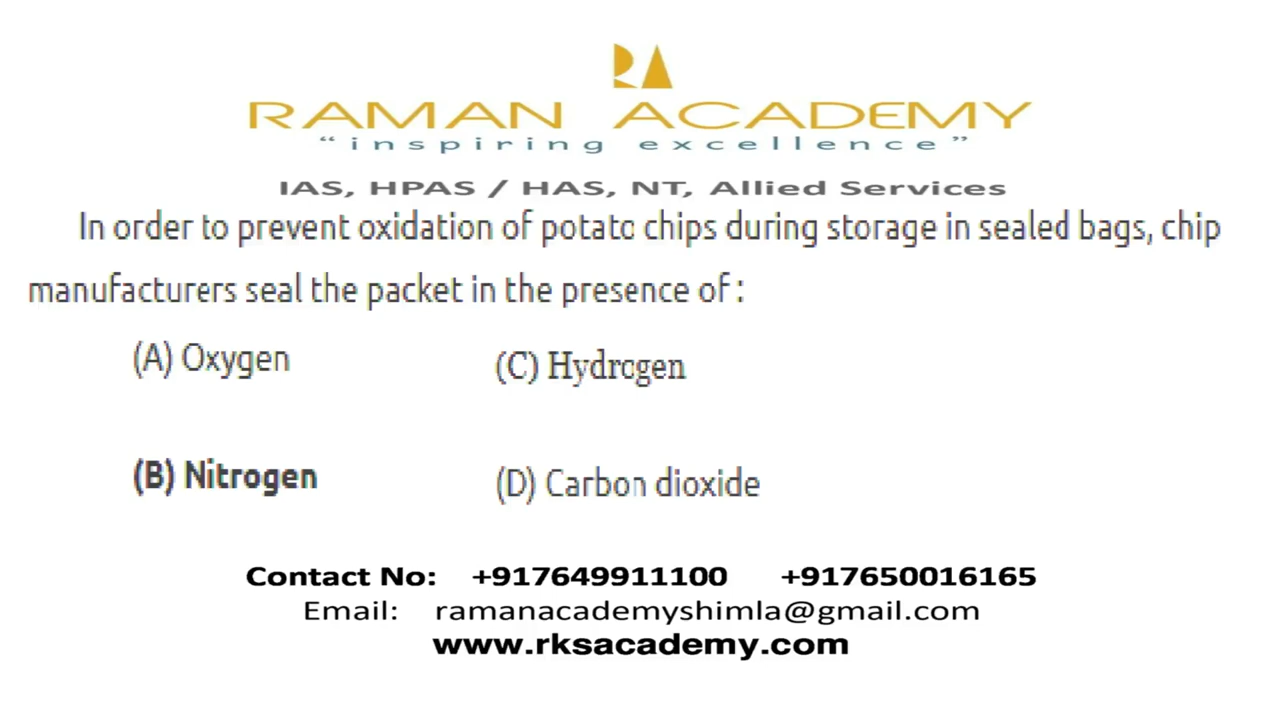 RA
RAMAN ACADEMY
“inspiring excellence”
IAS, HPAS / HAS, NT, Allied Services
In order to prevent oxidation of potato chips during storage in sealed bags, chip
manufacturers seal the packet in the presence of :
(A) Oxygen (C) Hydrogen
(B) Nitrogen (D) Carbon dioxide
Contact No: +917649911100 +917650016165
Email: ramanacademyshimla@gmail.com
www.rksacademy.com